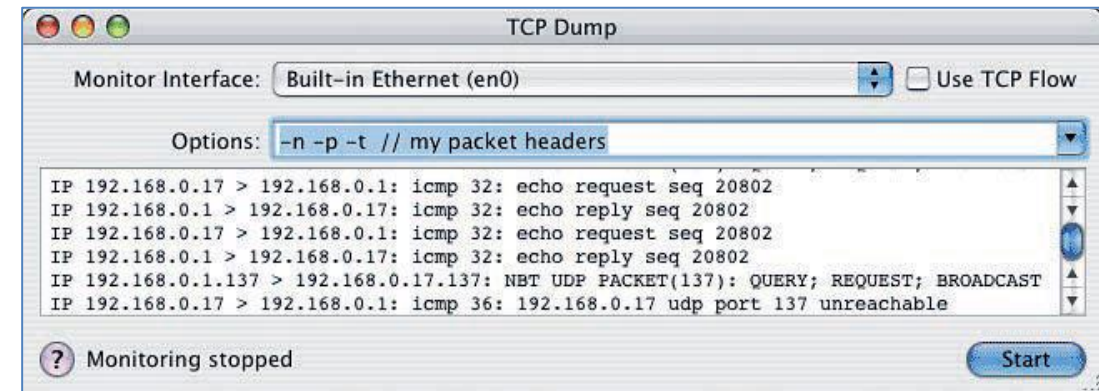 TCP Dump
Monitor Interface: Built-in Ethernet (en0) Use TCP Flow
Options: -n -p -t // my packet headers
IP 192.168.0.17 > 192.168.0.1: icmp 32: echo request seq 20802
IP 192.168.0.1 > 192.168.0.17: icmp 32: echo reply seq 20802
IP 192.168.0.17 > 192.168.0.1: icmp 32: echo request seq 20802
IP 192.168.0.1 > 192.168.0.17: icmp 32: echo reply seq 20802
IP 192.168.0.1.137 > 192.168.0.17.137: NBT UDP PACKET(137): QUERY; REQUEST; BROADCAST
IP 192.168.0.17 > 192.168.0.1: icmp 36: 192.168.0.17 udp port 137 unreachable
? Monitoring stopped Start